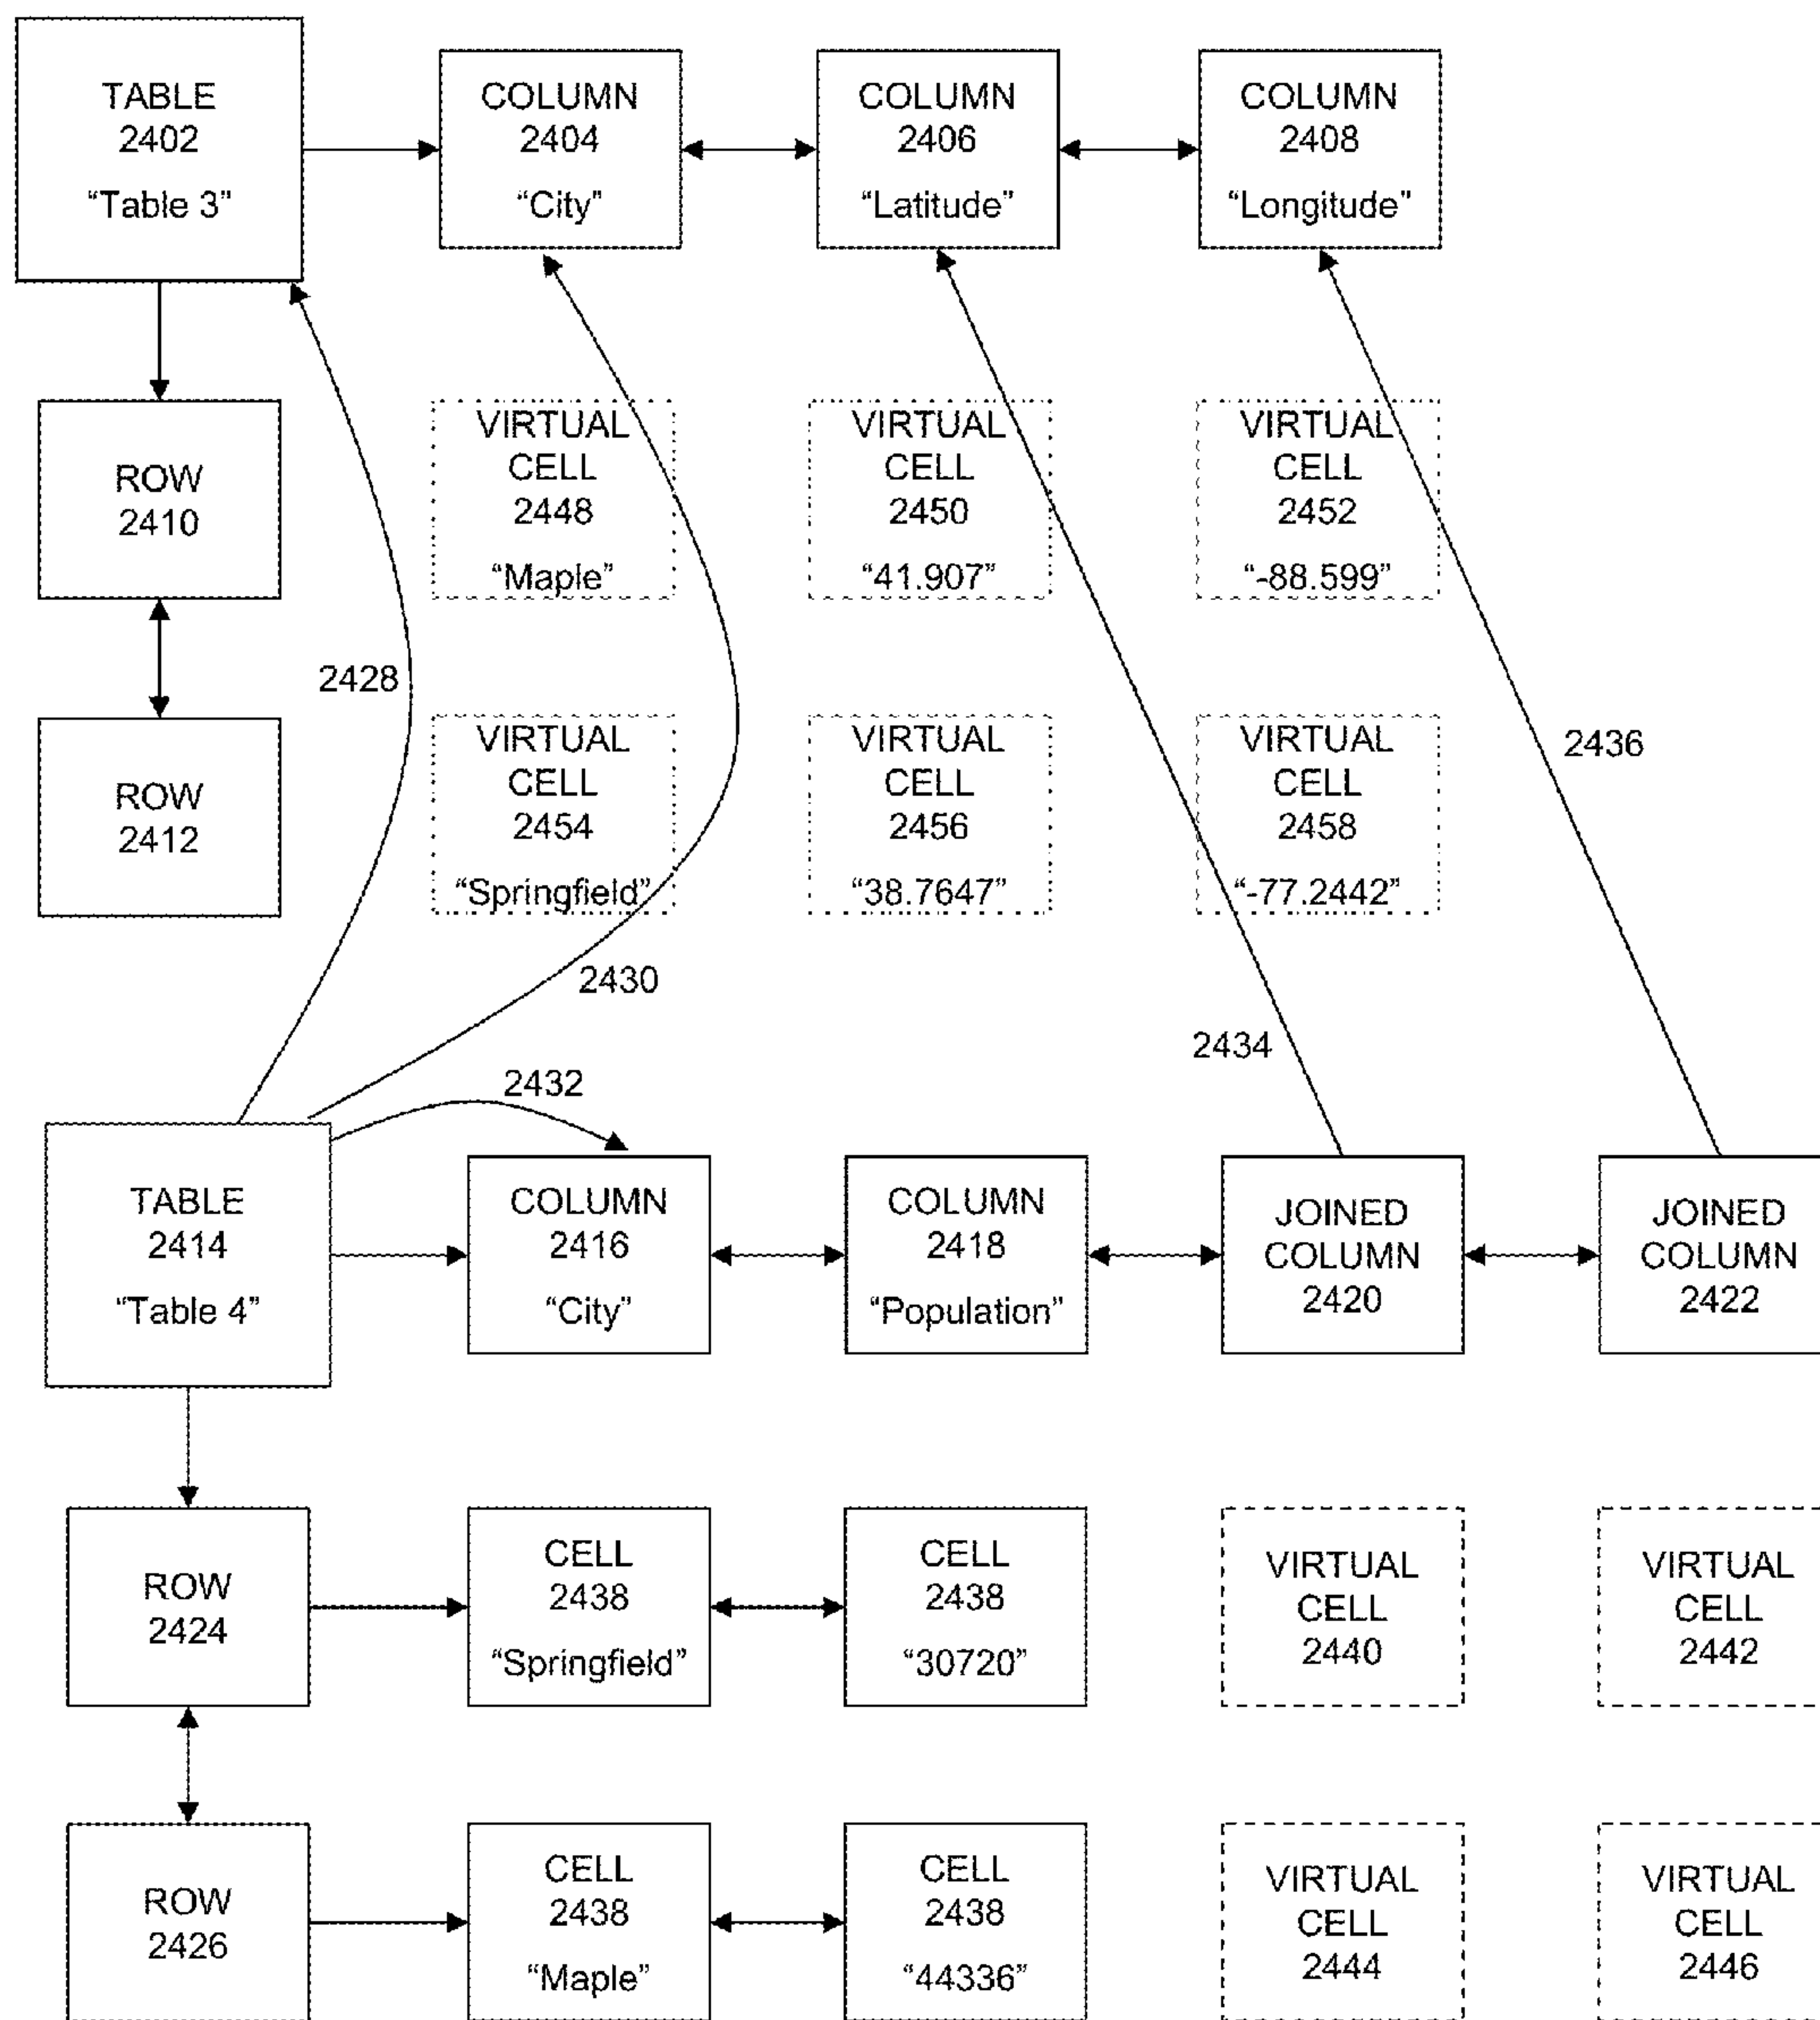 TABLE
2402
“Table 3”
COLUMN
2404
“City”
COLUMN
2406
“Latitude”
COLUMN
2408
“Longitude”
ROW
2410
VIRTUAL
CELL
2448
“Maple”
VIRTUAL
CELL
2450
“41.907”
VIRTUAL
CELL
2452
“-88.599”
2428
2436
ROW
2412
VIRTUAL
CELL
2454
“Springfield”
VIRTUAL
CELL
2456
“38.7647”
VIRTUAL
CELL
2458
“-77.2442”
2430
2434
2432
TABLE
2414
“Table 4”
COLUMN
2416
“City”
COLUMN
2418
“Population”
JOINED
COLUMN
2420
JOINED
COLUMN
2422
ROW
2424
CELL
2438
“Springfield”
CELL
2438
“30720”
VIRTUAL
CELL
2440
VIRTUAL
CELL
2442
ROW
2426
CELL
2438
“Maple”
CELL
2438
“44336”
VIRTUAL
CELL
2444
VIRTUAL
CELL
2446